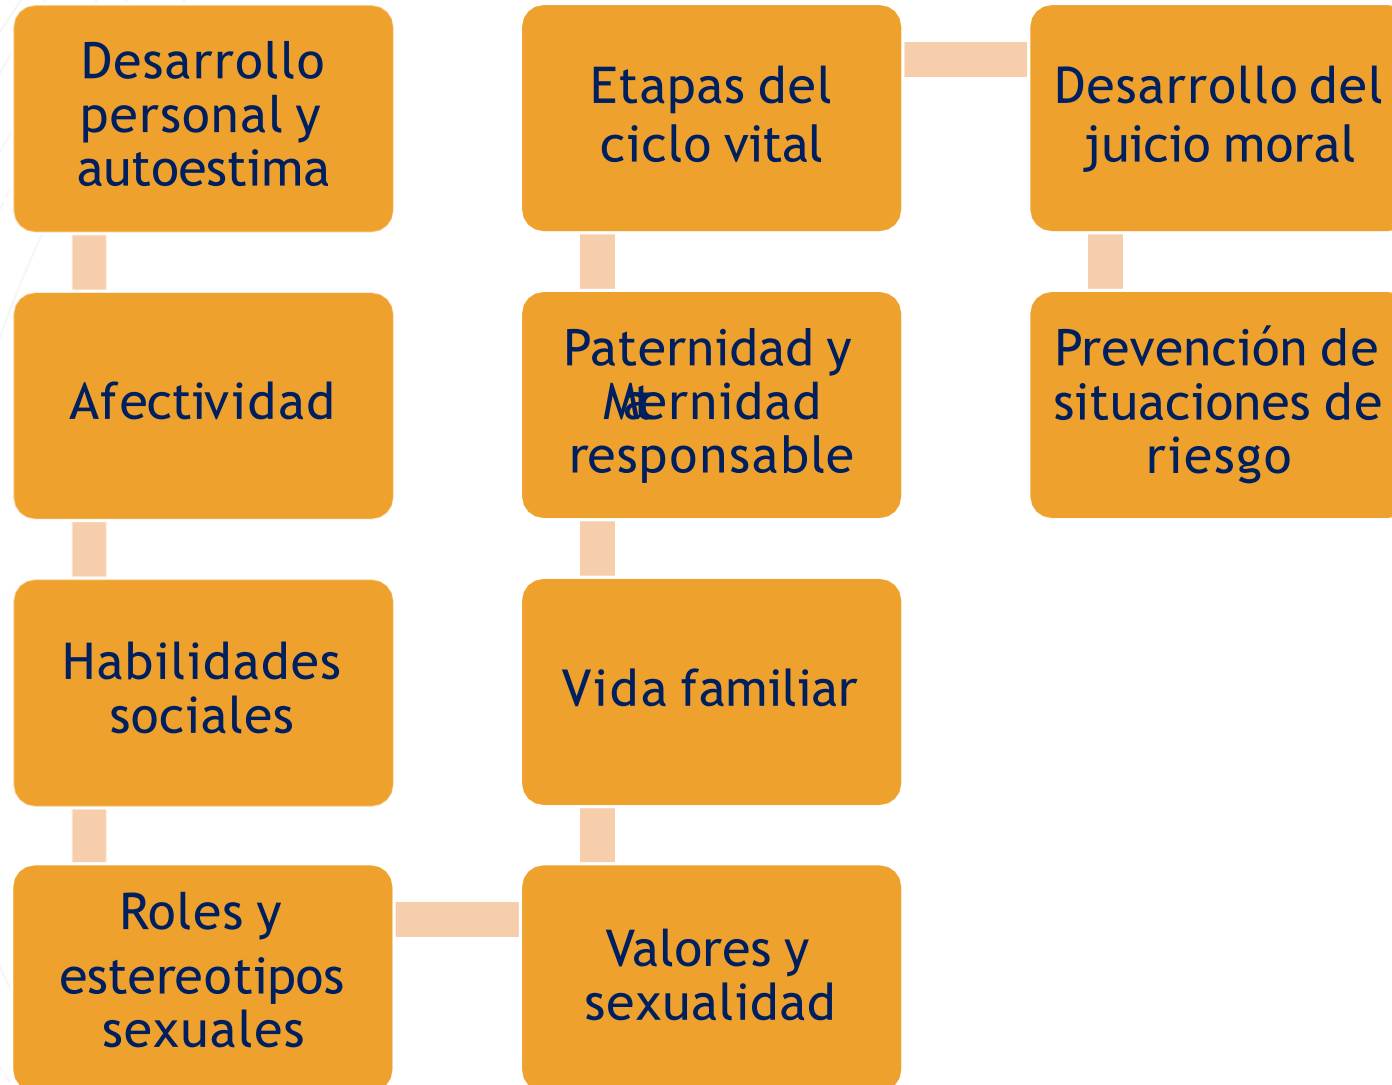 Desarrollo
personal y
autoestima
Afectividad
Habilidades
sociales
Roles y
estereotipos
sexuales
Valores y
sexualidad
Vida familiar
Paternidad y
Maternidad
responsable
Etapas del
ciclo vital
Desarrollo del
juicio moral
Prevención de
situaciones de
riesgo